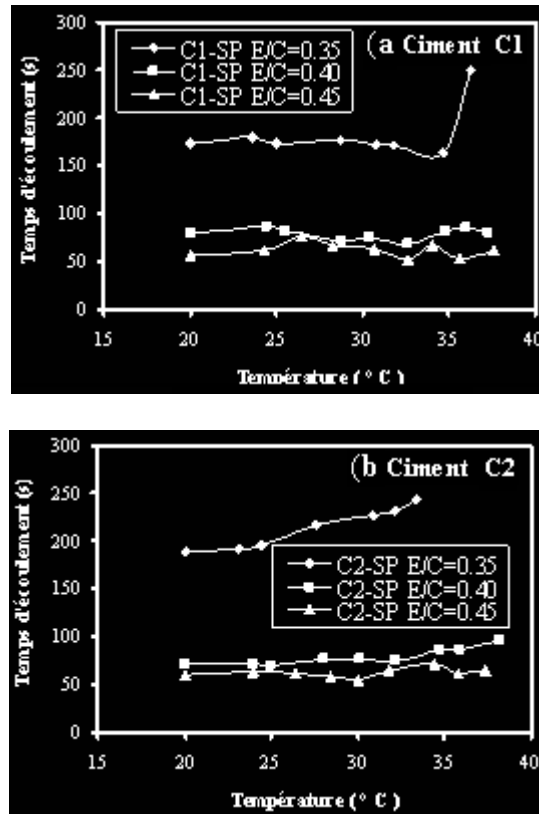 300
(a Ciment C1
C1-SP E/C=0.35
C1-SP E/C=0.40
C1-SP E/C=0.45
250
200
150
100
50
0
Temps d'écoulement (s)
15 20 25 30 35 40
Température (° C)
300
(b Ciment C2
250
200
C2-SP E/C=0.35
C2-SP E/C=0.40
C2-SP E/C=0.45
150
100
50
0
Temps d'écoulement (s)
15 20 25 30 35 40
Température (° C)